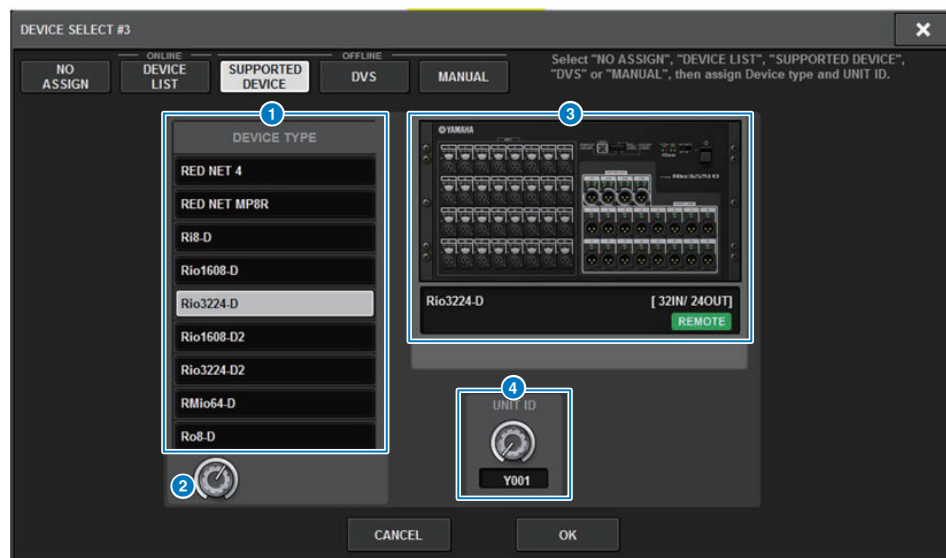 DEVICE SELECT #3
ONLINE
OFFLINE
NO ASSIGN
DEVICE LIST
SUPPORTED DEVICE
DVS
MANUAL
Select "NO ASSIGN", "DEVICE LIST", "SUPPORTED DEVICE",
"DVS" or "MANUAL", then assign Device type and UNIT ID.
1
DEVICE TYPE
RED NET 4
RED NET MP8R
Ri8-D
Rio1608-D
Rio3224-D
Rio1608-D2
Rio3224-D2
RMio64-D
Ro8-D
2
3
YAMAHA
Rio3224-D
Rio3224-D [ 32IN/ 24OUT]
REMOTE
4
UNIT ID
Y001
CANCEL
OK